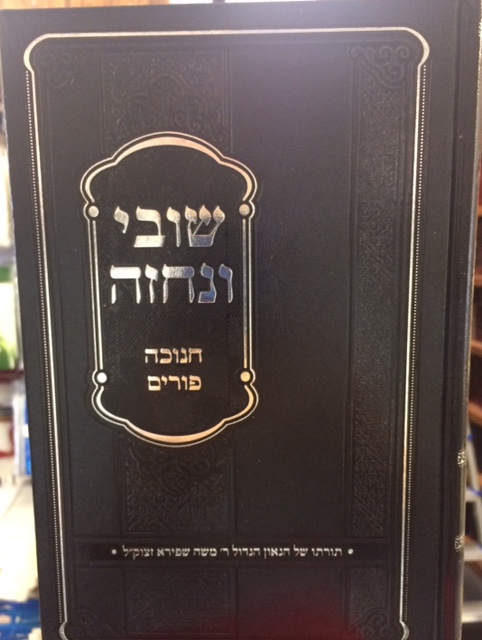 שובי
ונחזה
חנוכה
פורים
• תורתו של הגאון הגדול ר׳ משה שפירא זצוק״ל •